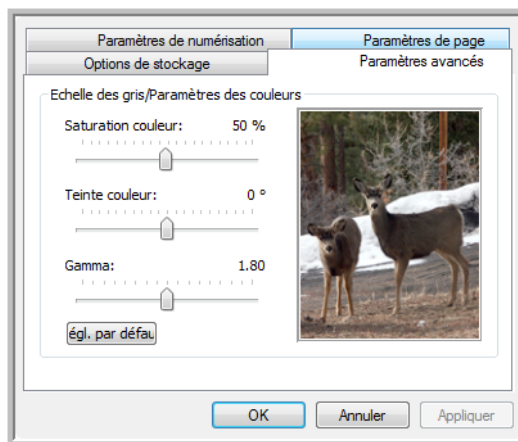 Paramètres de numérisation
Paramètres de page
Options de stockage
Paramètres avancés
Echelle des gris/Paramètres des couleurs
Saturation couleur: 50 %
Teinte couleur: 0 °
Gamma: 1.80
égl. par défau
OK
Annuler
Appliquer